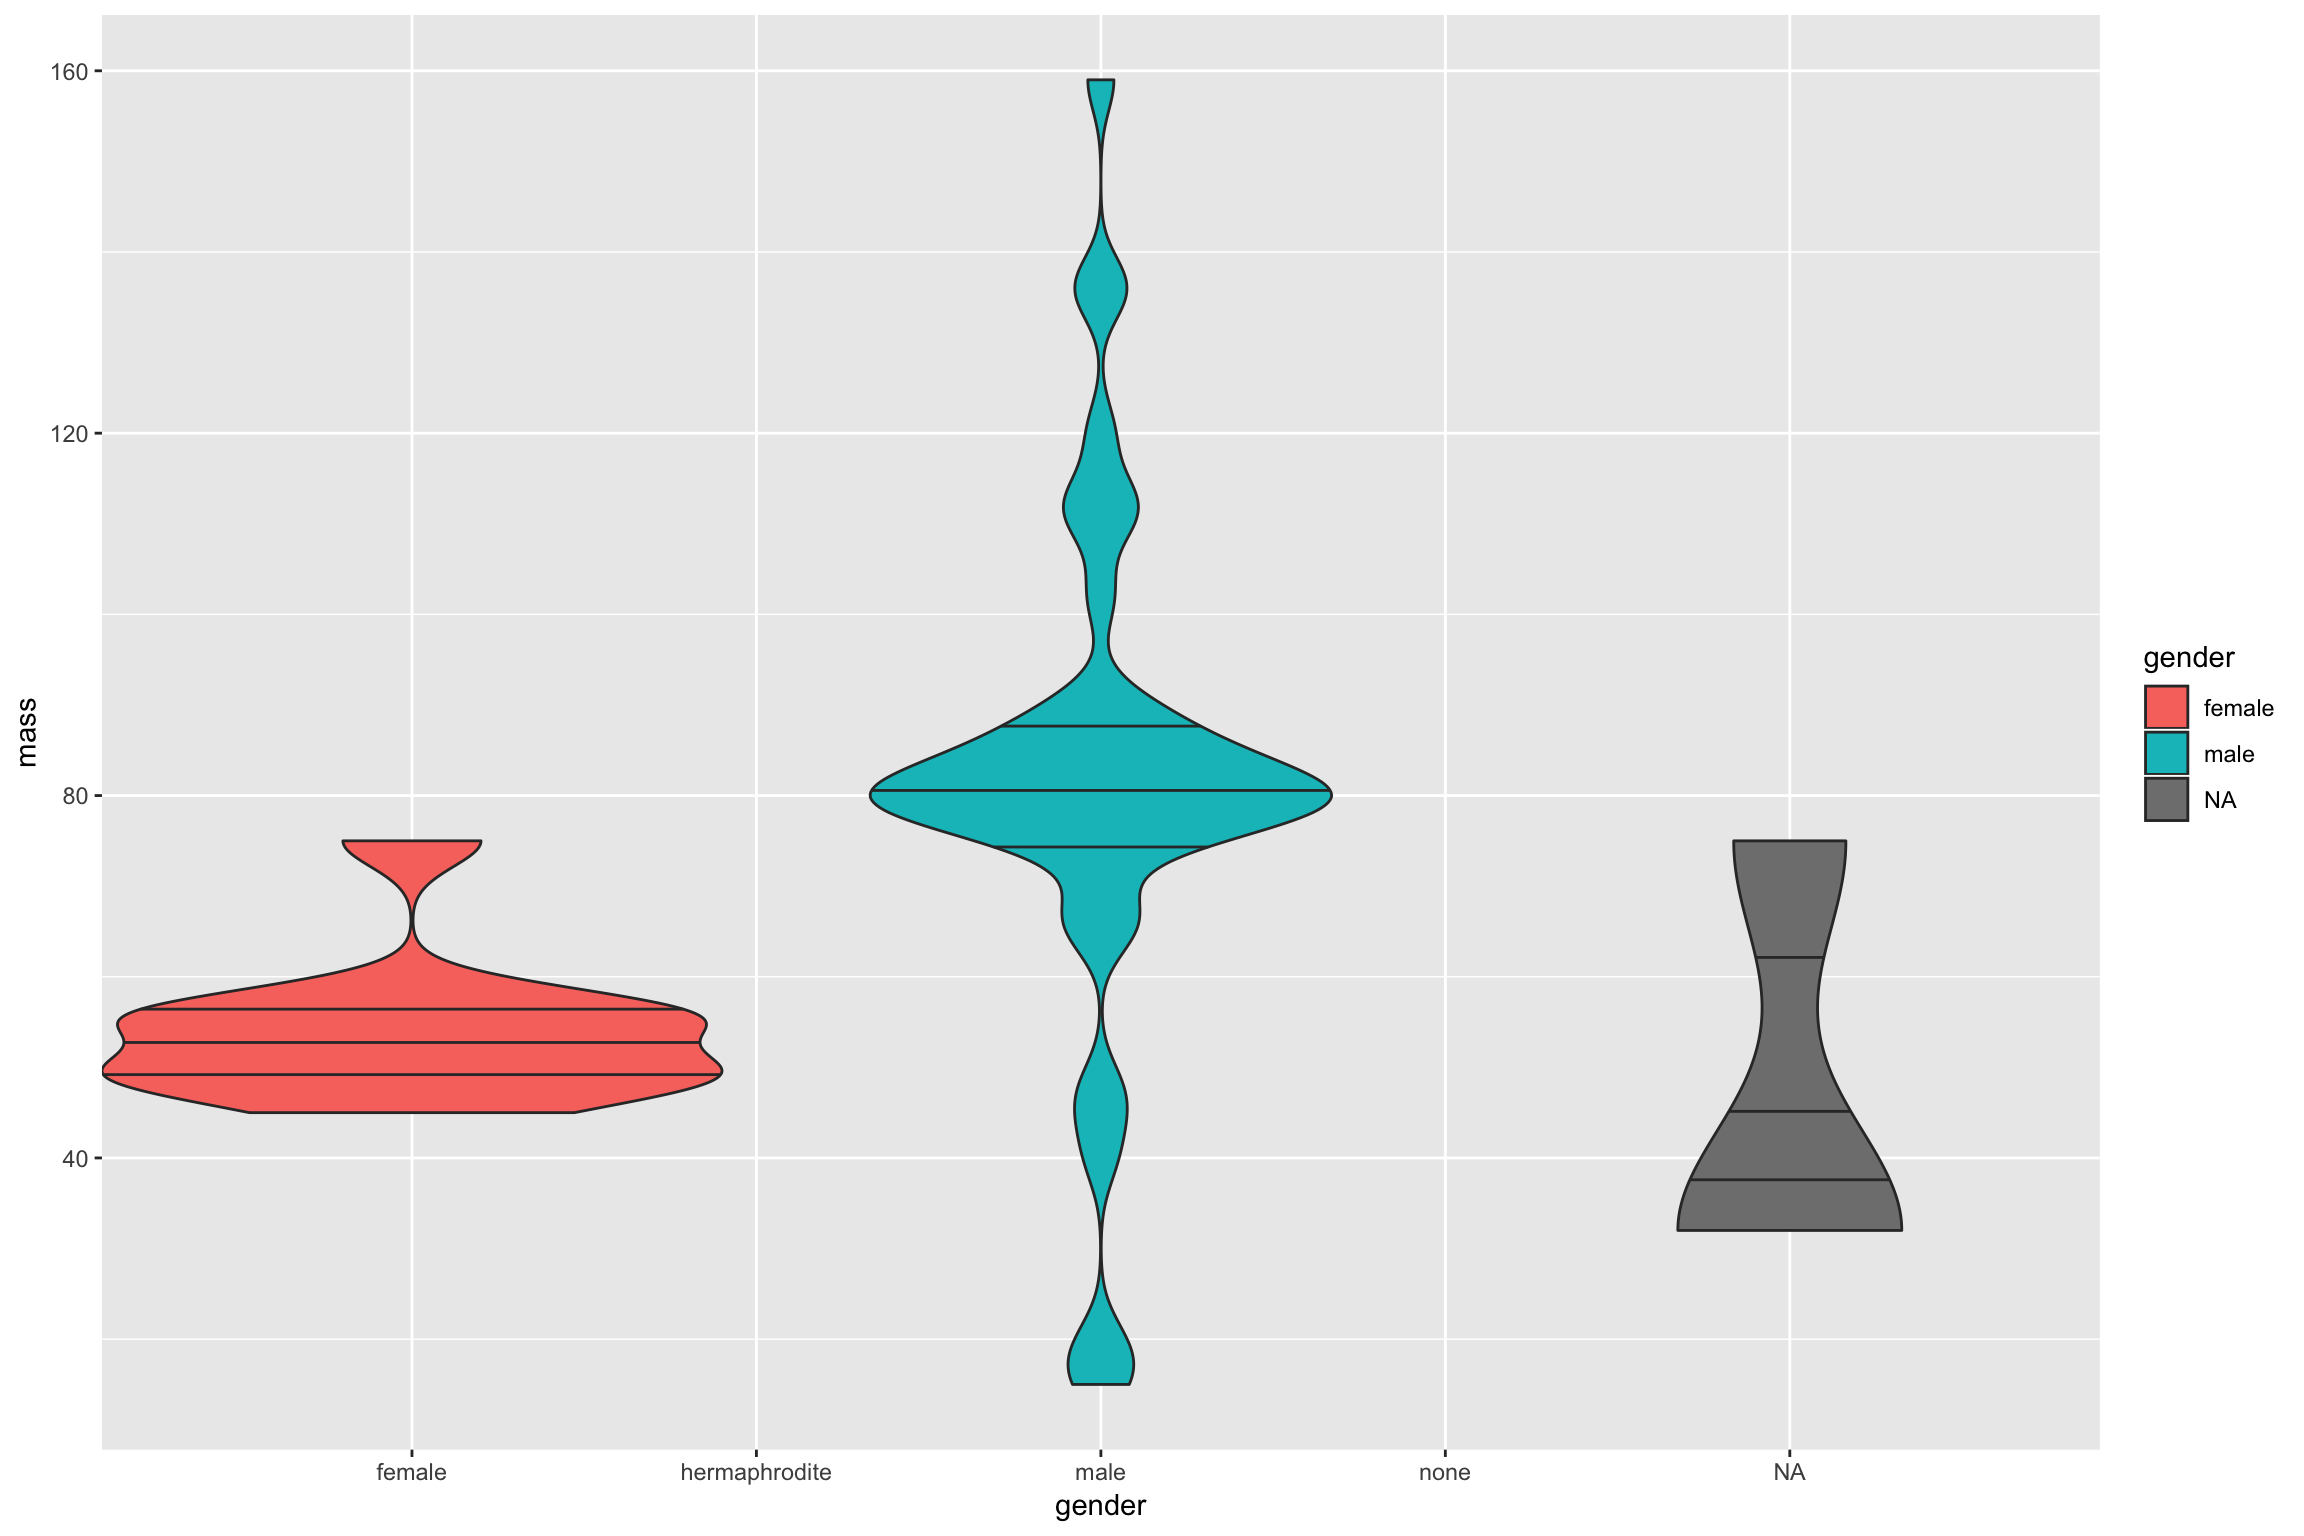 160
120
80
40
mass
female
hermaphrodite
male
none
NA
gender
gender
female
male
NA